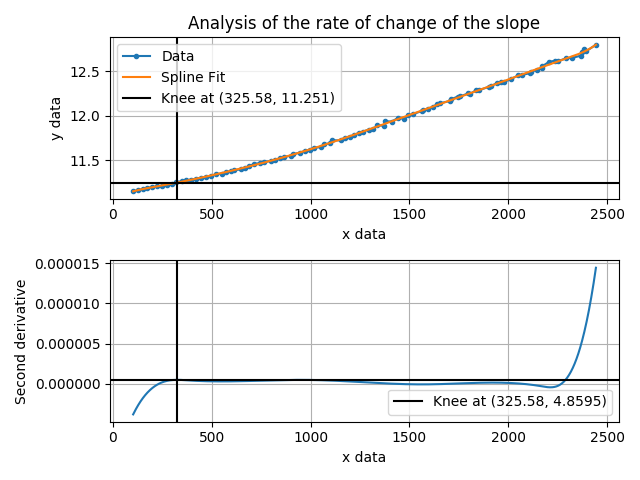 Analysis of the rate of change of the slope
Data
Spline Fit
Knee at (325.58, 11.251)
y data
12.5
12.0
11.5
0 500 1000 1500 2000 2500
x data
Second derivative
0.000015
0.000010
0.000005
0.000000
Knee at (325.58, 4.8595)
0 500 1000 1500 2000 2500
x data